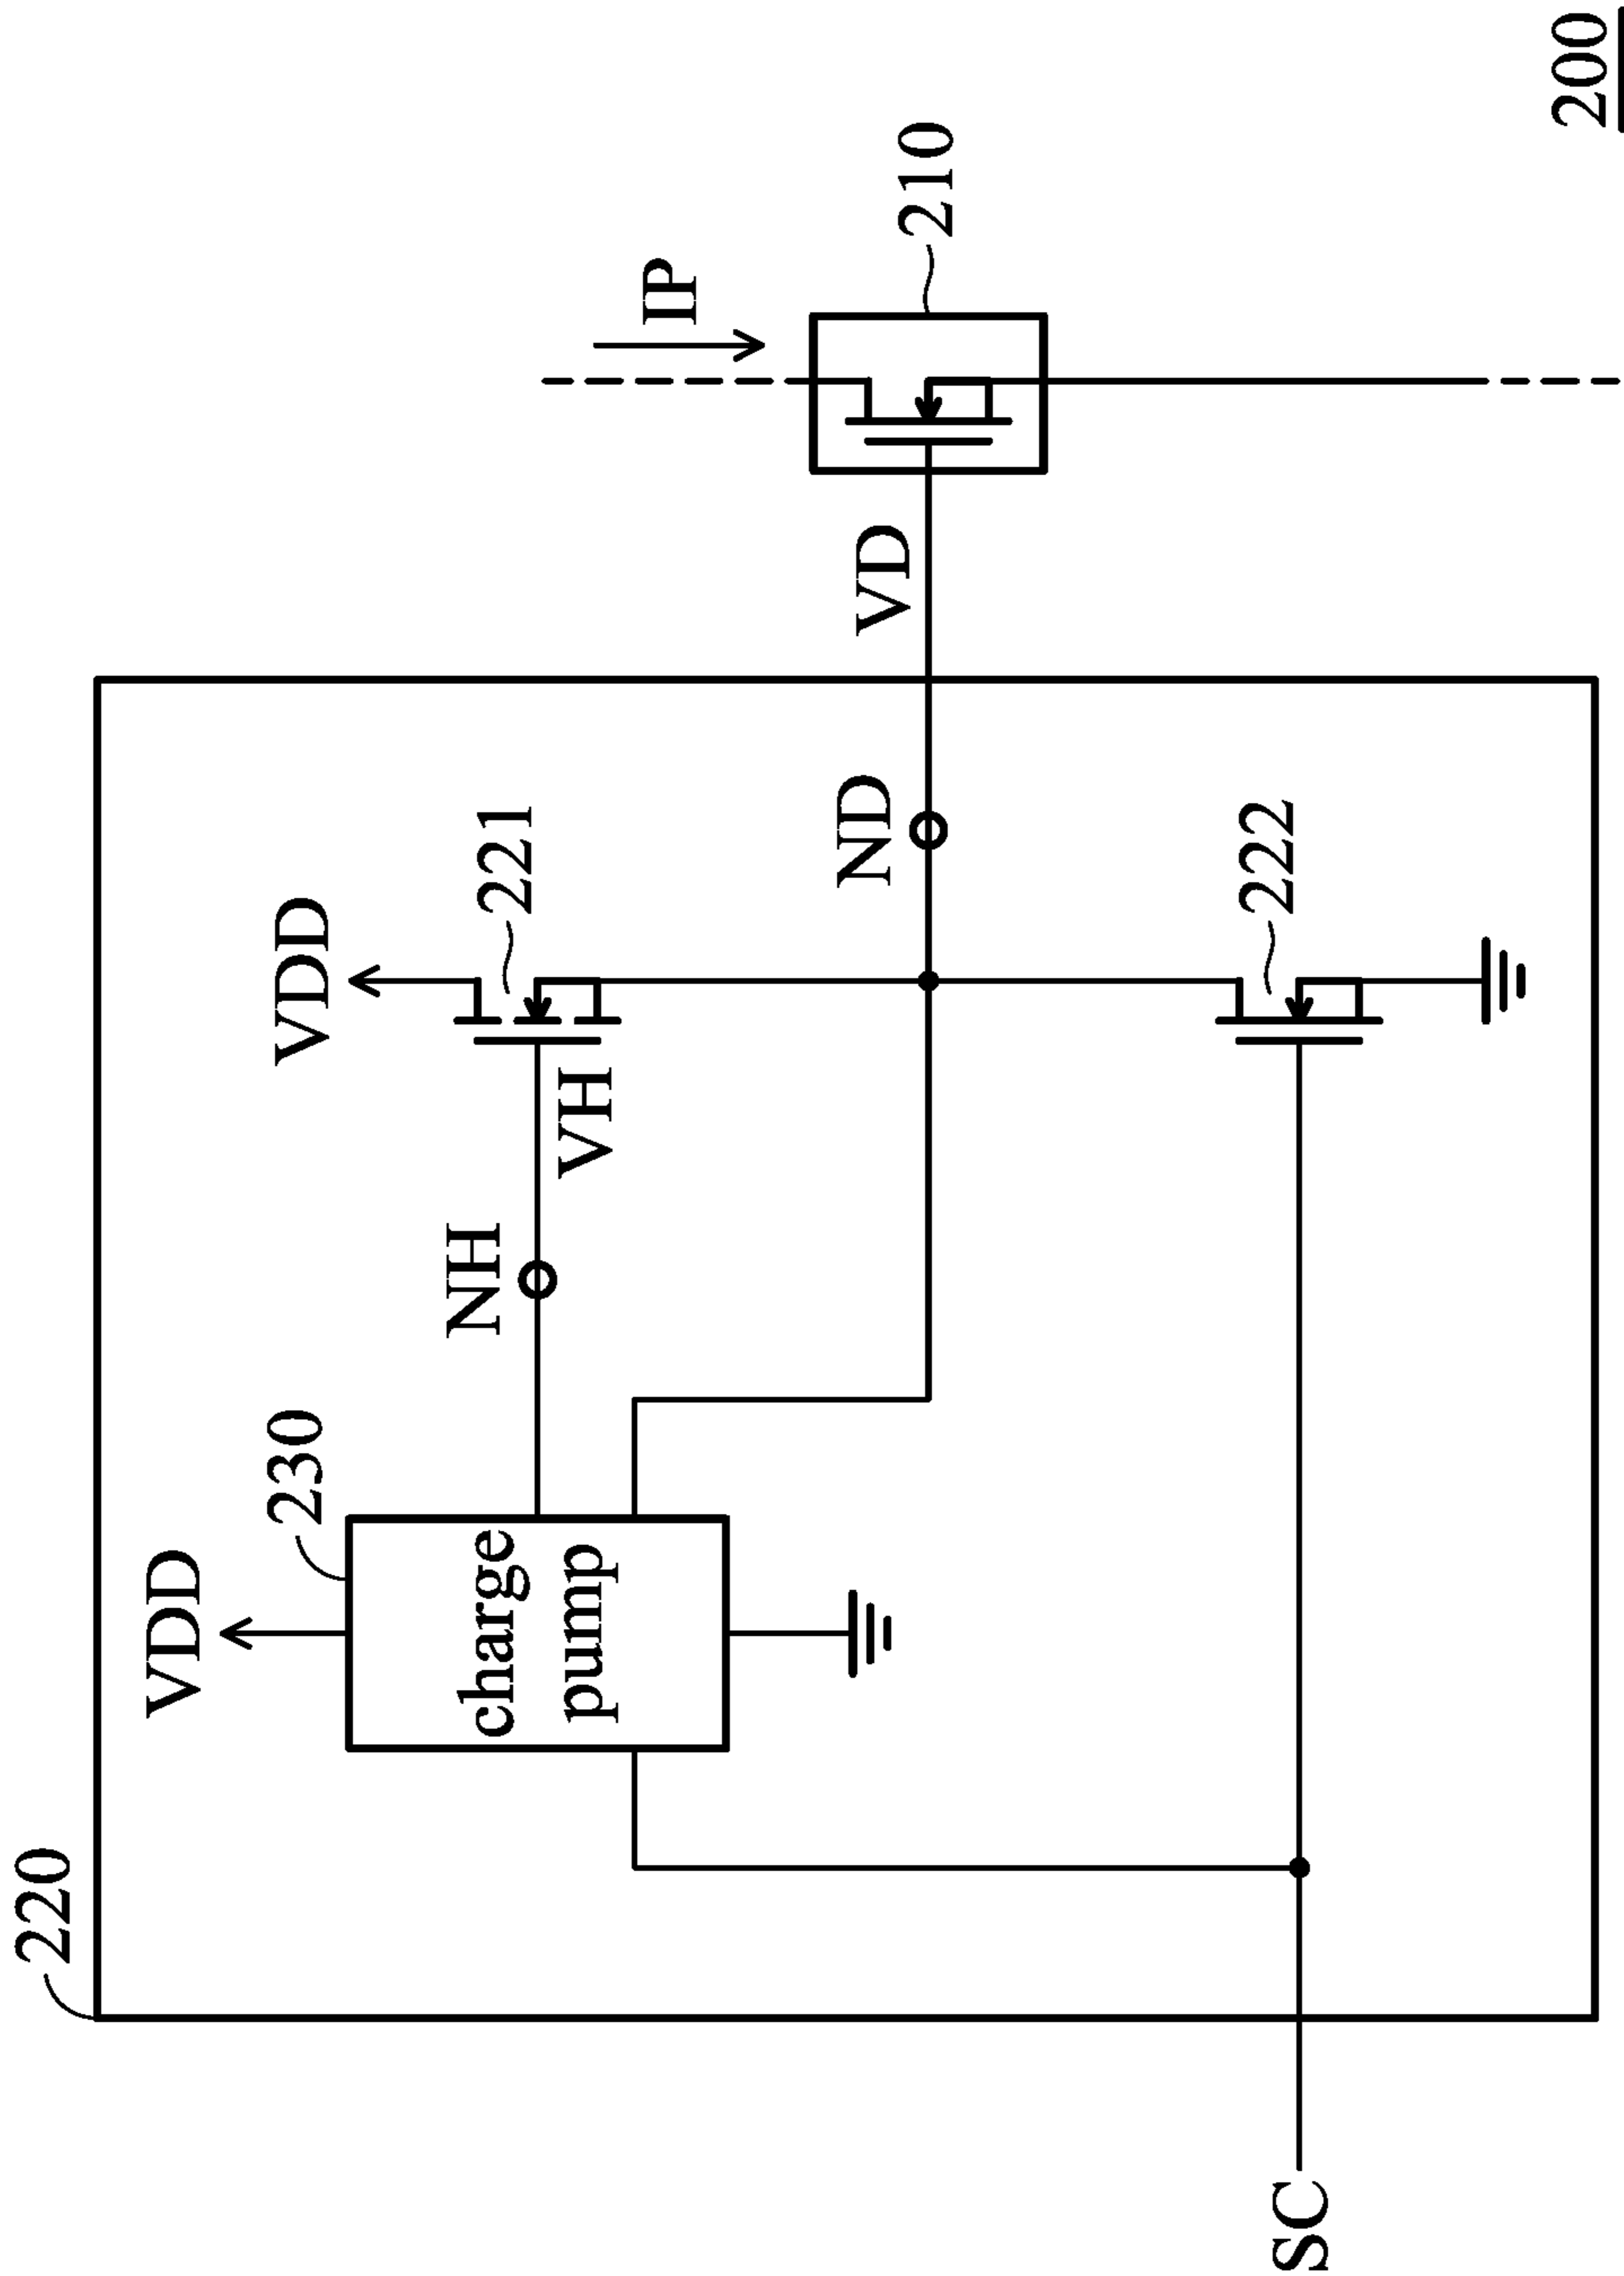 220
VDD
230
charge
pump
NH
VH
VDD
221
ND
VD
IP
210
222
SC
200